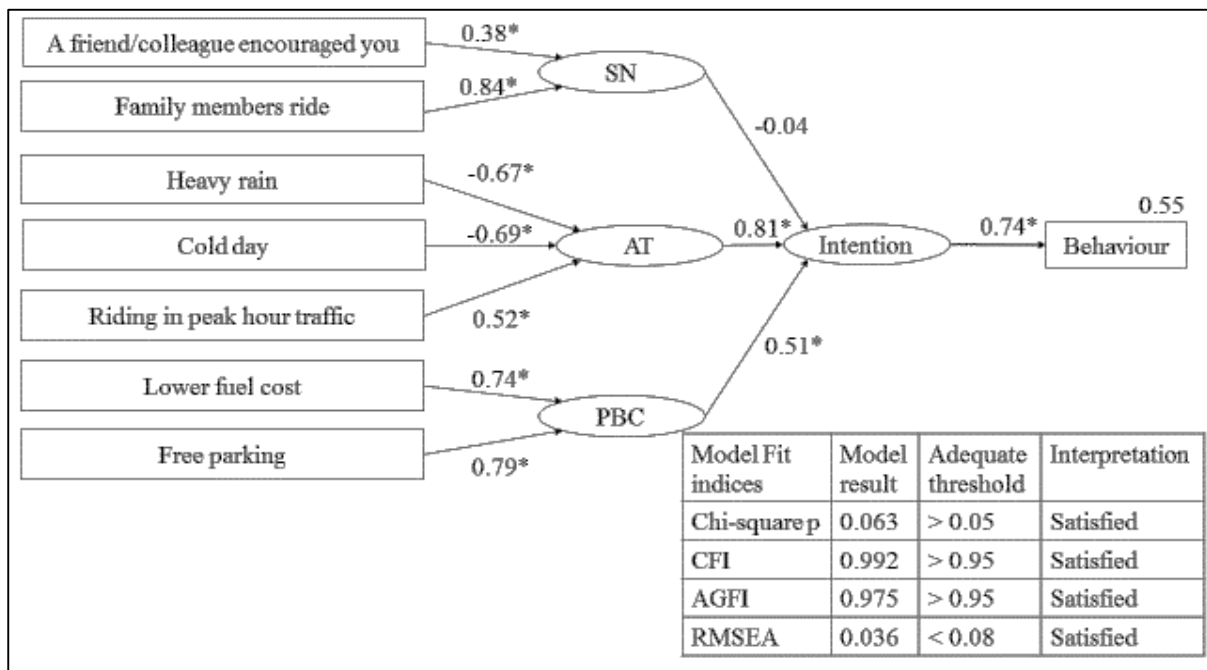 A friend/colleague encouraged you
0.38*
SN
Family members ride
0.84*
-0.04
Heavy rain
-0.67*
Cold day
-0.69*
AT
0.81*
Intention
0.74*
0.55
Behaviour
Riding in peak hour traffic
0.52*
0.51*
Lower fuel cost
0.74*
PBC
Free parking
0.79*
Model Fit indices Model result Adequate threshold Interpretation
Chi-square p 0.063 > 0.05 Satisfied
CFI 0.992 > 0.95 Satisfied
AGFI 0.975 > 0.95 Satisfied
RMSEA 0.036 < 0.08 Satisfied